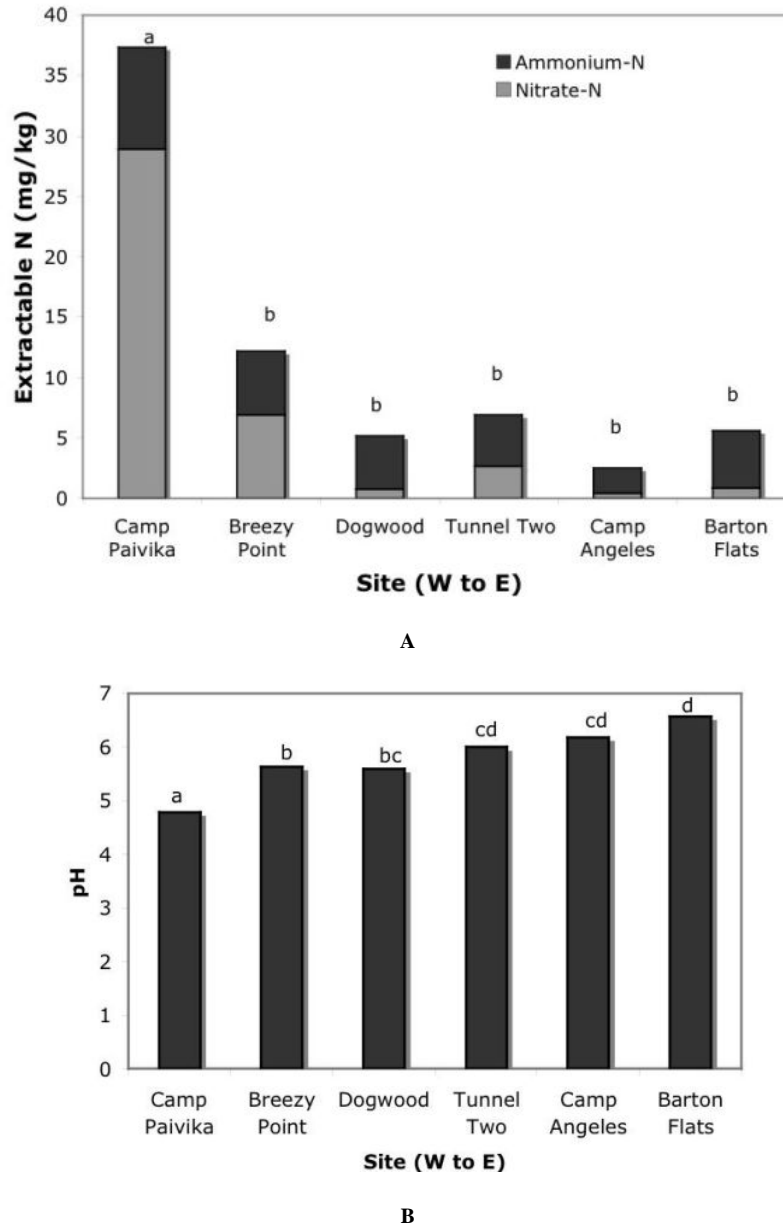 40
35
30
25
20
15
10
5
0
Extractable N (mg/kg)
a
b
b
b
b
b
Ammonium-N
Nitrate-N
Camp Paivika
Breezy Point
Dogwood
Tunnel Two
Camp Angeles
Barton Flats
Site (W to E)
A
7
6
5
4
3
2
1
0
pH
a
b
bc
cd
cd
d
Camp Paivika
Breezy Point
Dogwood
Tunnel Two
Camp Angeles
Barton Flats
Site (W to E)
B